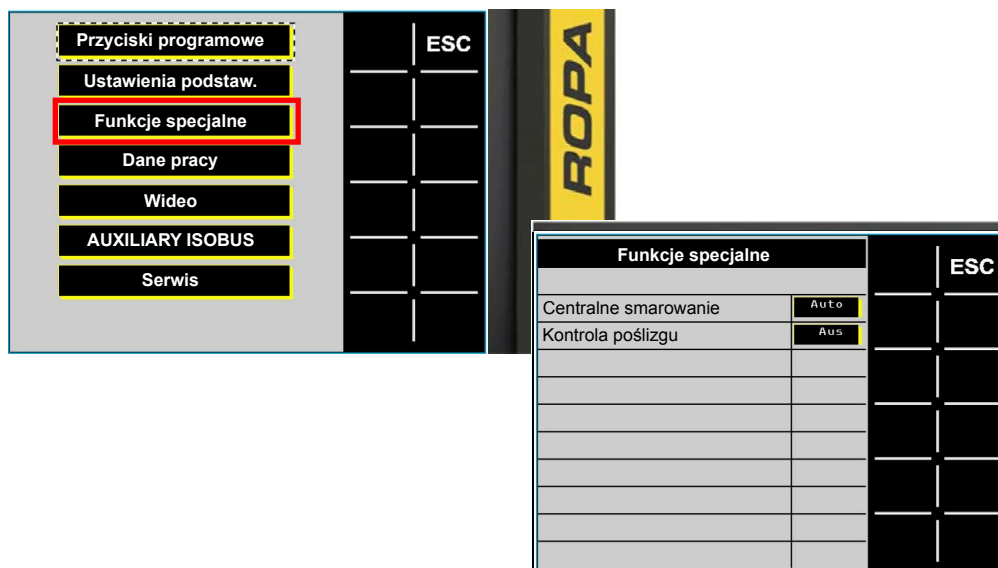 Przyciski programowe
ESC
Ustawienia podstaw.
Funkcje specjalne
Dane pracy
Wideo
AUXILIARY ISOBUS
Serwis
ROPA
Funkcje specjalne
ESC
Centralne smarowanie
Auto
Kontrola poślizgu
Aus